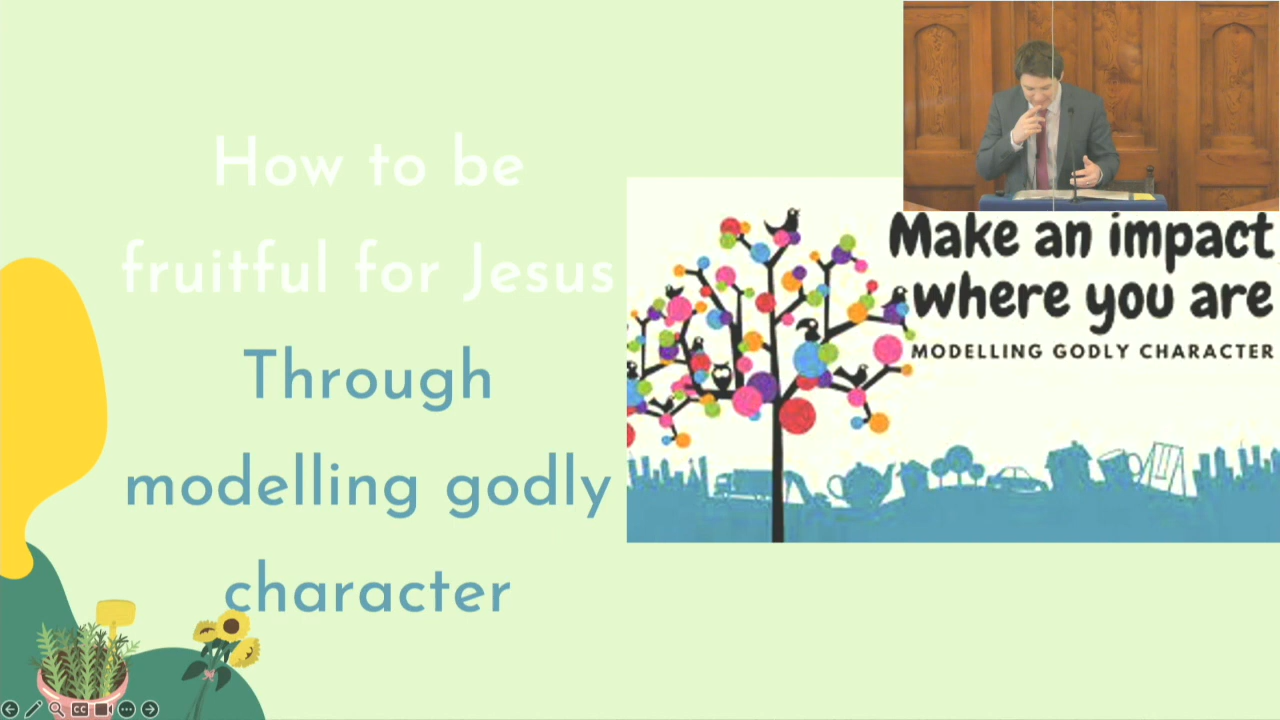 How to be
fruitful for Jesus
Through
modelling godly
character
Make an impact
where you are
MODELLING GODLY CHARACTER
CC